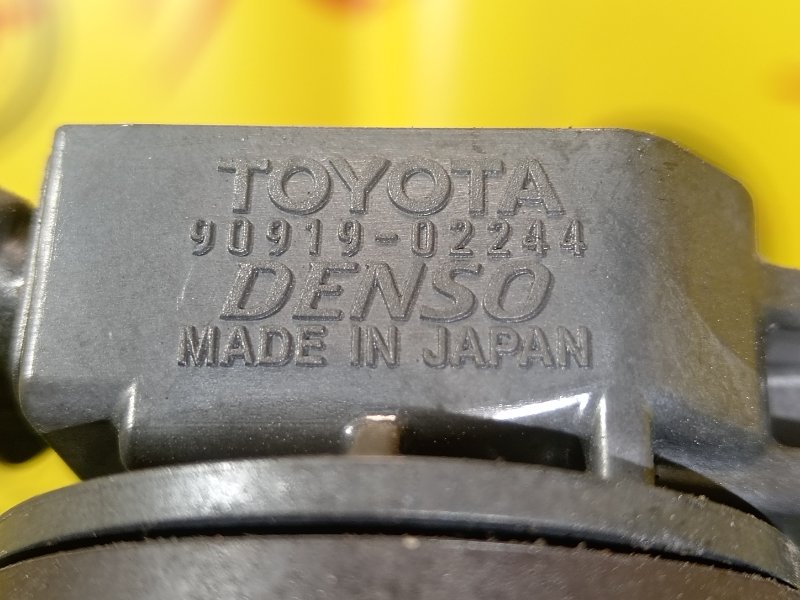 TOYOTA
90919-02244
DENSO
MADE IN JAPAN